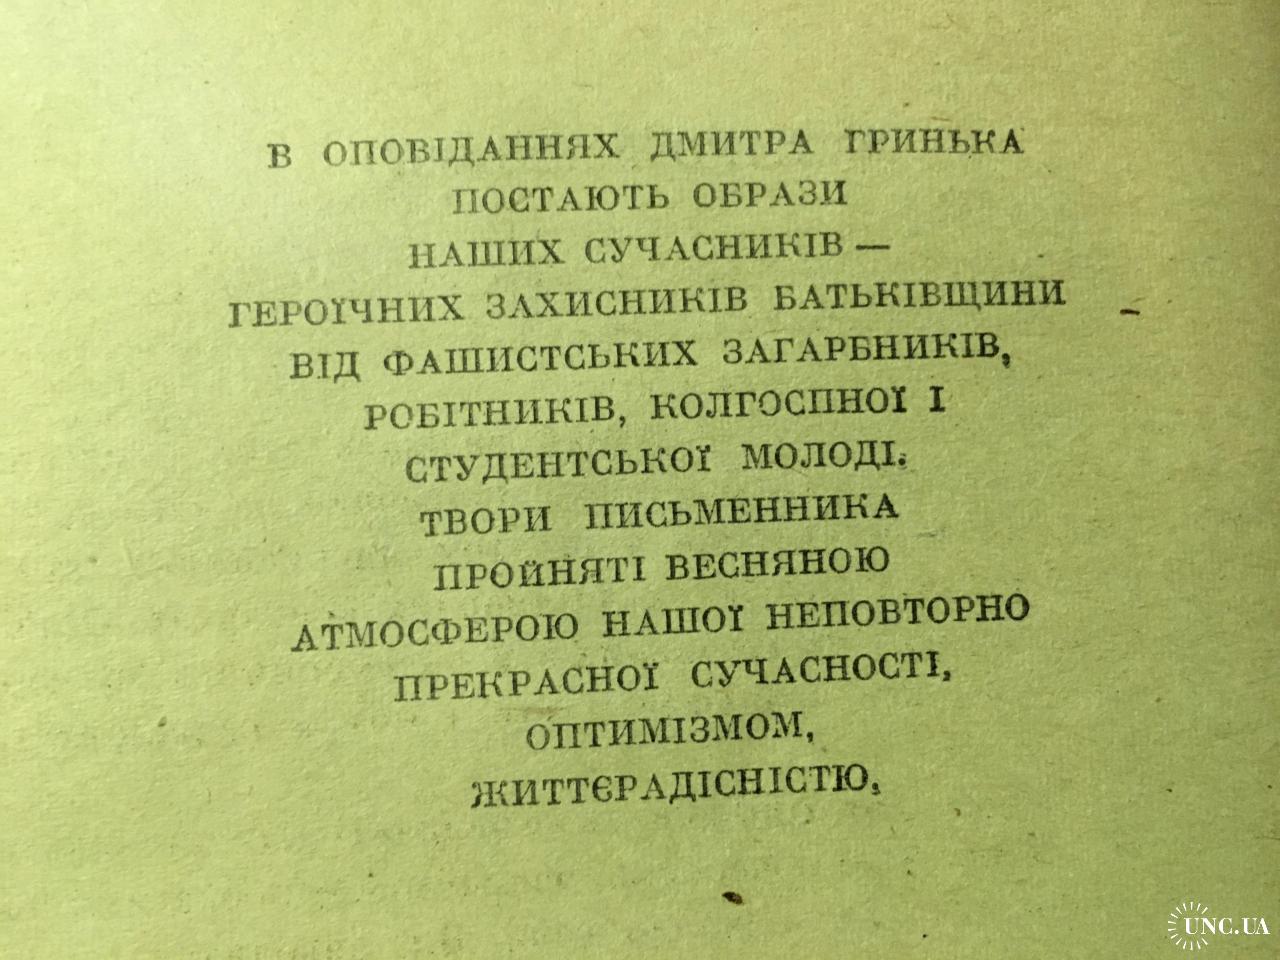 В ОПОВІДАННЯХ ДМИТРА ГРИНЬКА
ПОСТАЮТЬ ОБРАЗИ
НАШИХ СУЧАСНИКІВ —
ГЕРОЇЧНИХ ЗАХИСНИКІВ БАТЬКІВЩИНИ
ВІД ФАШИСТСЬКИХ ЗАГАРБНИКІВ,
РОБІТНИКІВ, КОЛГОСПНОЇ І
СТУДЕНТСЬКОЇ МОЛОДІ.
ТВОРИ ПИСЬМЕННИКА
ПРОЙНЯТІ ВЕСНЯНОЮ
АТМОСФЕРОЮ НАШОЇ НЕПОВТОРНО
ПРЕКРАСНОЇ СУЧАСНОСТІ,
ОПТИМІЗМОМ,
ЖИТТЄРАДІСНІСТЮ.
UNC.UA